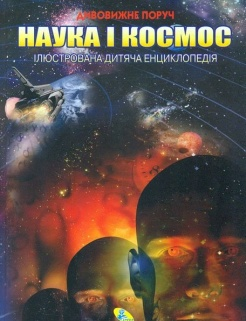 ДИВОВИЖНЕ ПОРУЧ
НАУКА І КОСМОС
ІЛЮСТРОВАНА ДИТЯЧА ЕНЦИКЛОПЕДІЯ